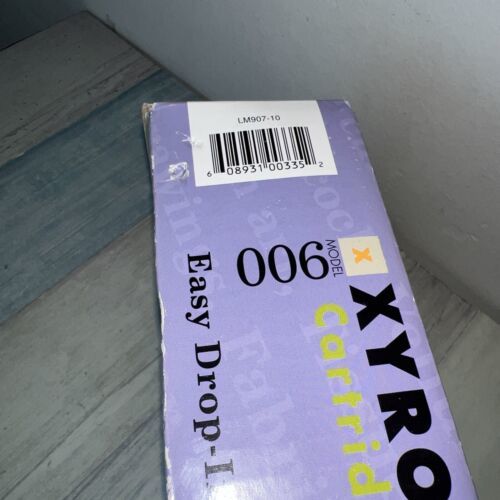 LM907-10
6 08931 00335 2
x
XYRO
MODEL
900
Cartrid
Easy Drop-I